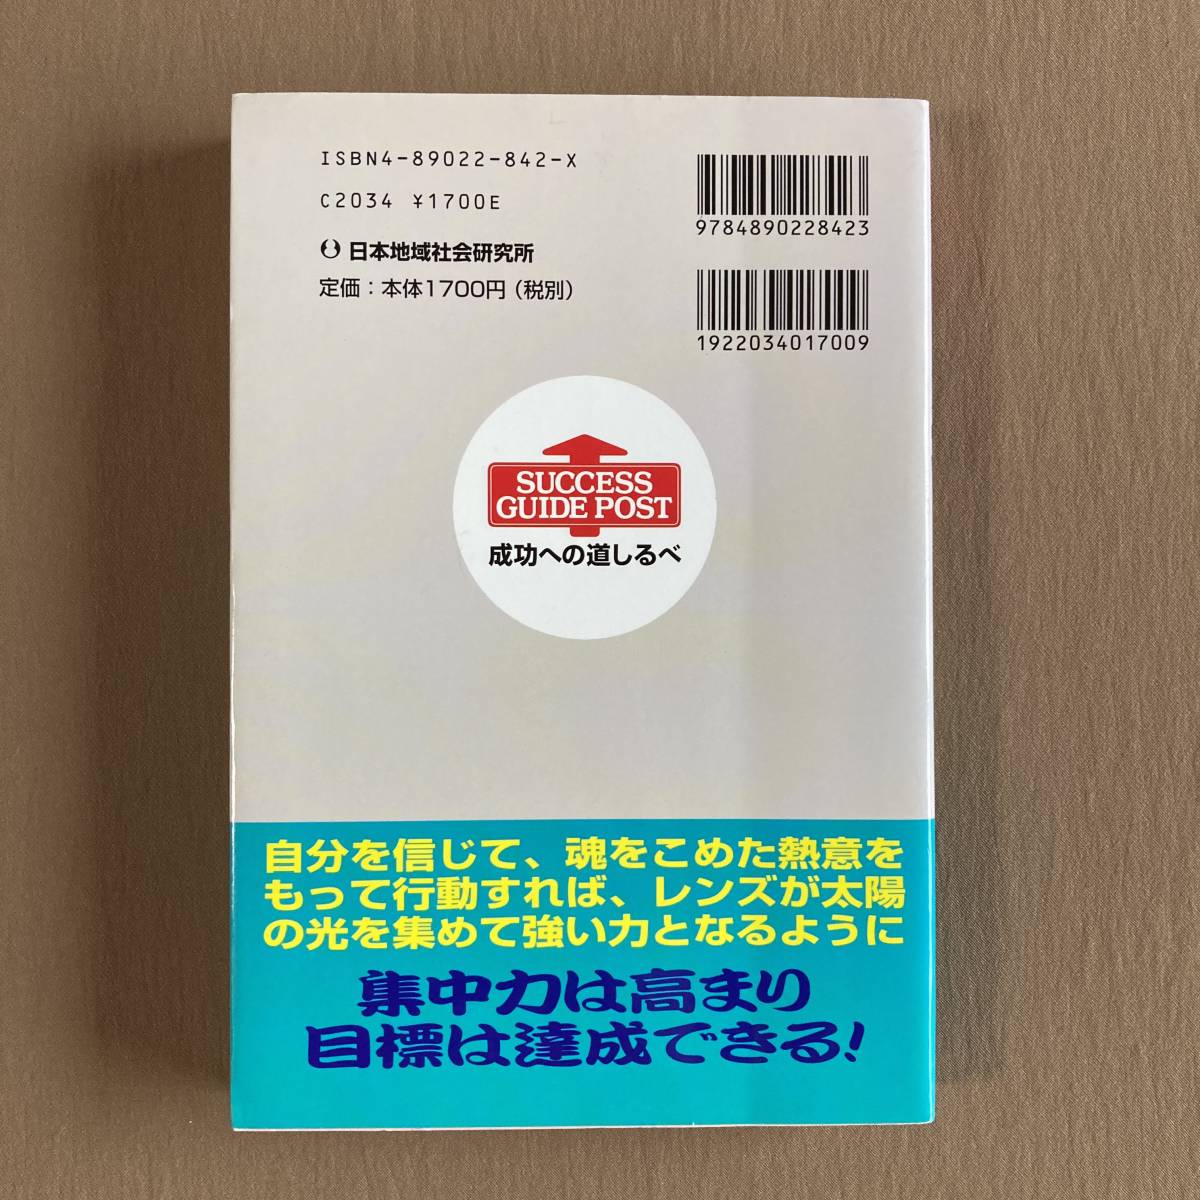 ISBN4-89022-842-X
C2034 ¥1700E
日本地域社会研究所
定価：本体1700円（税別）
9784890228423
1922034017009
SUCCESS
GUIDE POST
成功への道しるべ
自分を信じて、魂をこめた熱意を
もって行動すれば、レンズが太陽
の光を集めて強い力となるように
集中力は高まり
目標は達成できる！